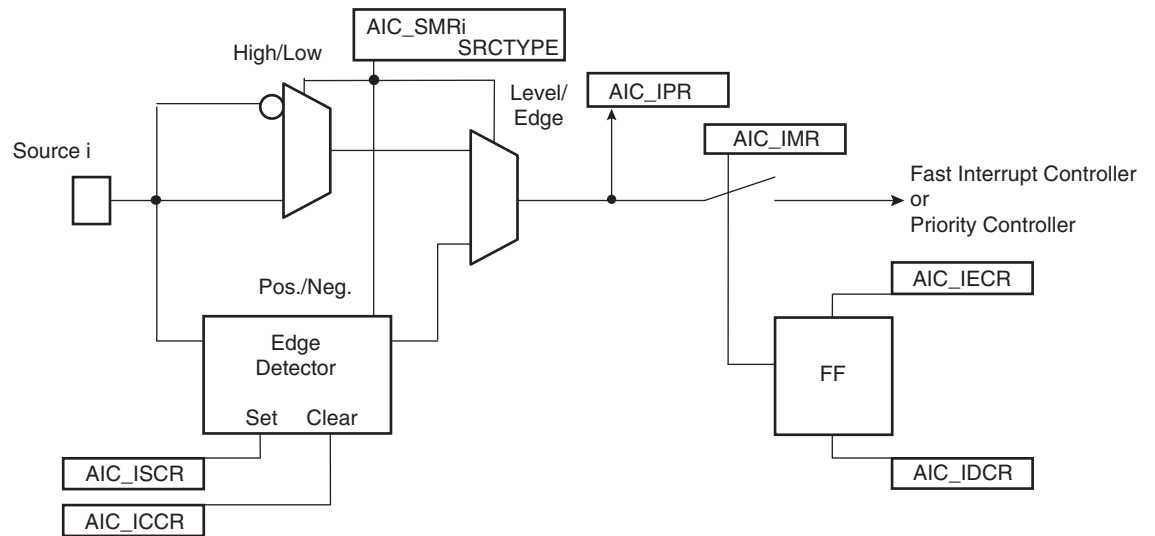 AIC_SMRi
SRCTYPE
High/Low
Level/
Edge
AIC_IPR
AIC_IMR
Source i
Fast Interrupt Controller
or
Priority Controller
Pos./Neg.
AIC_IECR
Edge
Detector
FF
Set Clear
AIC_ISCR
AIC_IDCR
AIC_ICCR